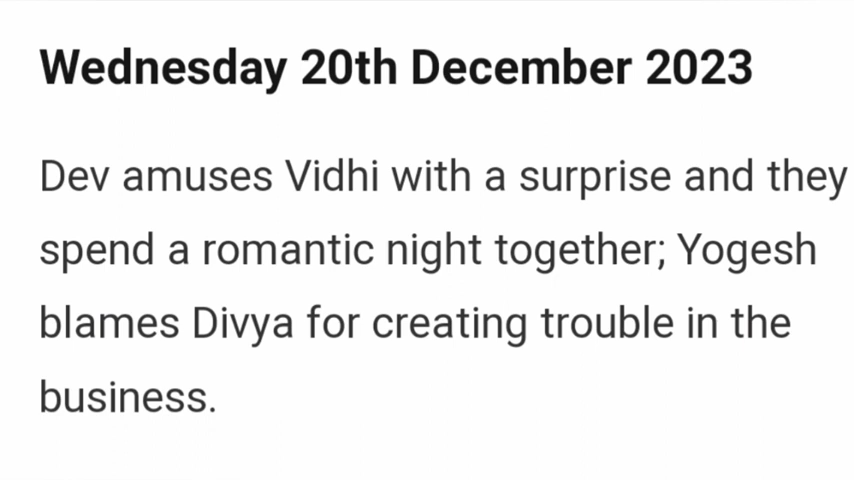 Wednesday 20th December 2023
Dev amuses Vidhi with a surprise and they
spend a romantic night together; Yogesh
blames Divya for creating trouble in the
business.